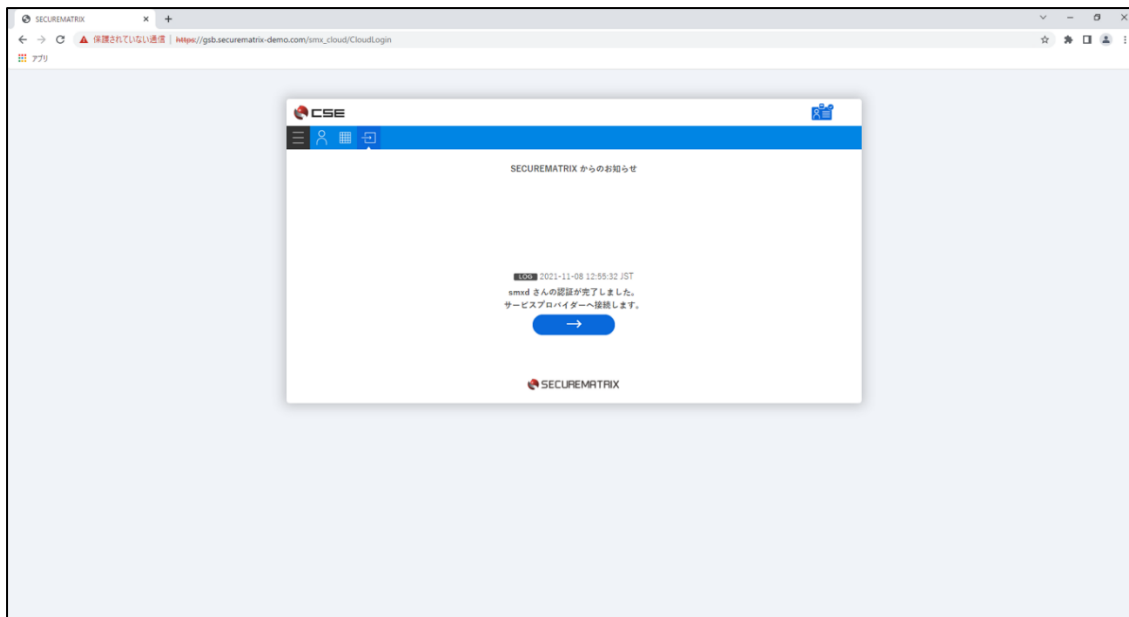 SECUREMATRIX
保護されていない通信 | https://gsb.securematrix-demo.com/smx_cloud/CloudLogin
アプリ
CSE
SECUREMATRIX からのお知らせ
LOG 2021-11-08 12:55:32 JST
smxd さんの認証が完了しました。
サービスプロバイダーへ接続します。
SECUREMATRIX